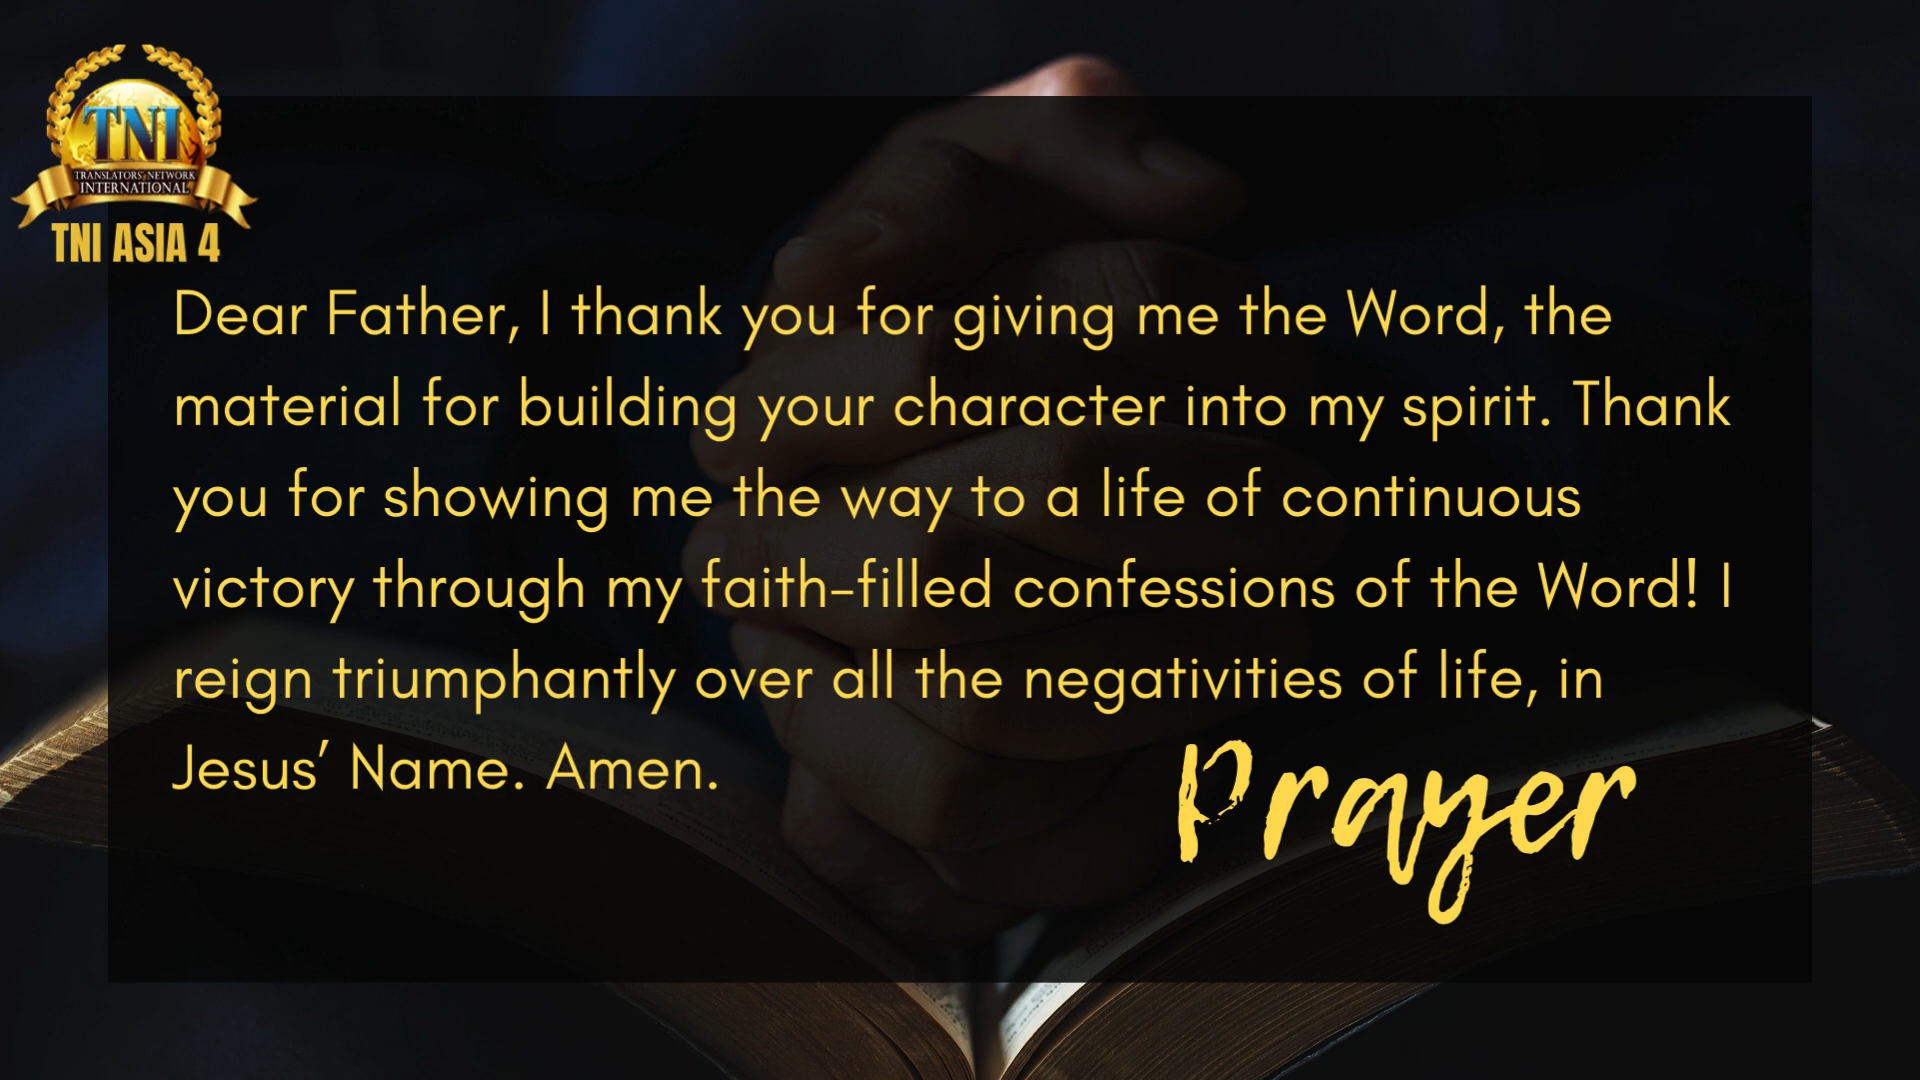 TNI
TRANSLATORS' NETWORK
INTERNATIONAL
TNI ASIA 4
Dear Father, I thank you for giving me the Word, the
material for building your character into my spirit. Thank
you for showing me the way to a life of continuous
victory through my faith-filled confessions of the Word! I
reign triumphantly over all the negativities of life, in
Jesus’ Name. Amen.
Prayer